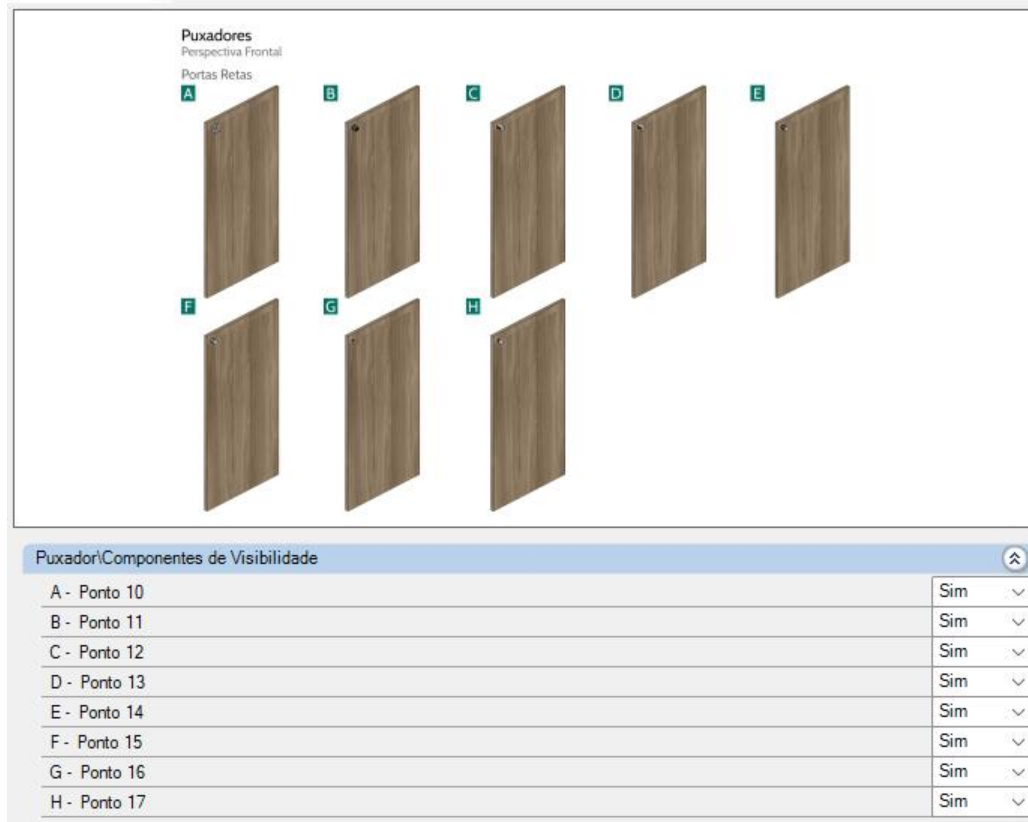 Puxadores
Perspectiva Frontal
Portas Retas
A B C D E
F G H
Puxador\Componentes de Visibilidade
A - Ponto 10 Sim
B - Ponto 11 Sim
C - Ponto 12 Sim
D - Ponto 13 Sim
E - Ponto 14 Sim
F - Ponto 15 Sim
G - Ponto 16 Sim
H - Ponto 17 Sim